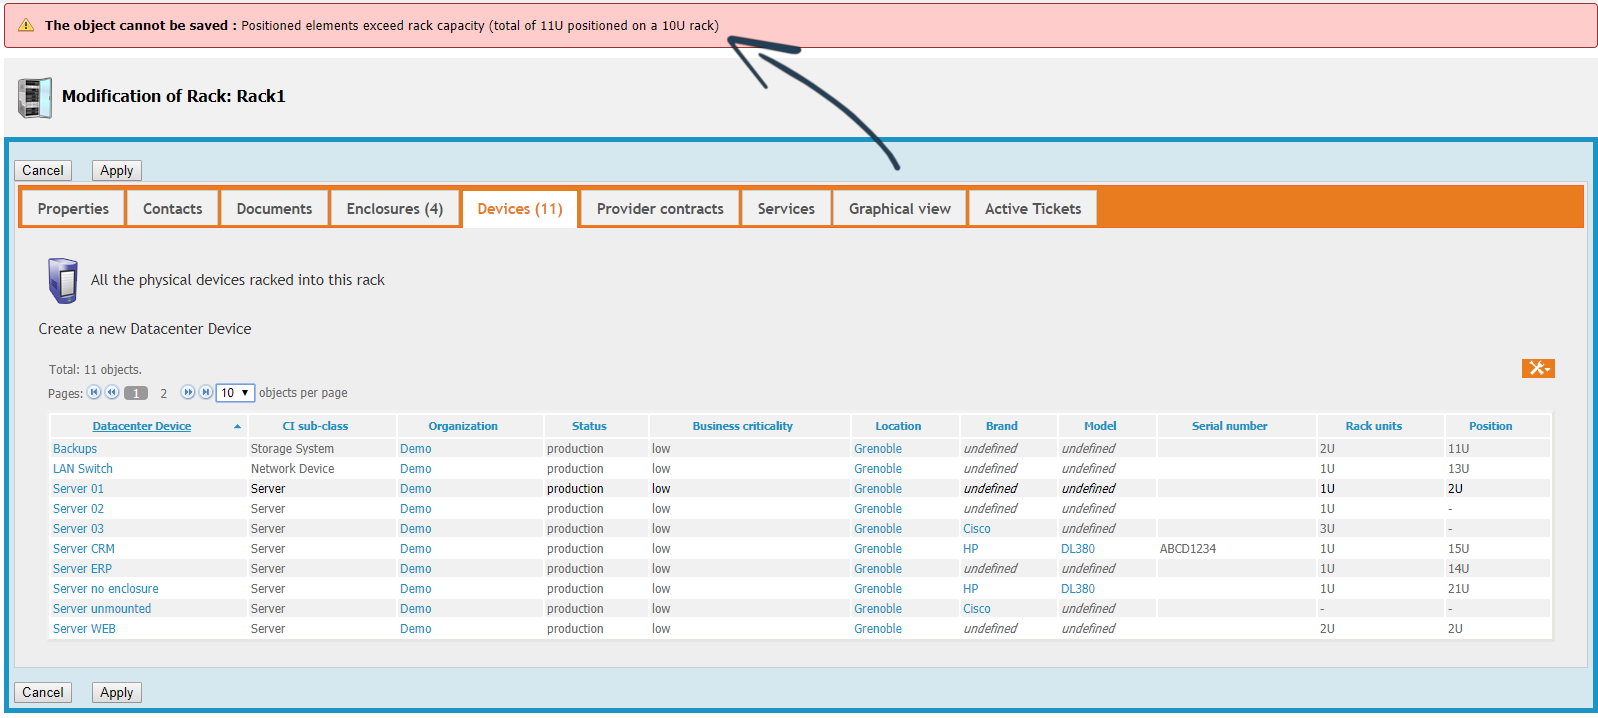 The object cannot be saved : Positioned elements exceed rack capacity (total of 11U positioned on a 10U rack)
Modification of Rack: Rack1
Cancel Apply
Properties Contacts Documents Enclosures (4) Devices (11) Provider contracts Services Graphical view Active Tickets
All the physical devices racked into this rack
Create a new Datacenter Device
Total: 11 objects.
Pages: 1 2 10 objects per page
Datacenter Device CI sub-class Organization Status Business criticality Location Brand Model Serial number Rack units Position
Backups Storage System Demo production low Grenoble undefined undefined 2U 11U
LAN Switch Network Device Demo production low Grenoble undefined undefined 1U 13U
Server 01 Server Demo production low Grenoble undefined undefined 1U 2U
Server 02 Server Demo production low Grenoble undefined undefined 1U -
Server 03 Server Demo production low Grenoble Cisco undefined 3U -
Server CRM Server Demo production low Grenoble HP DL380 ABCD1234 1U 15U
Server ERP Server Demo production low Grenoble undefined undefined 1U 14U
Server no enclosure Server Demo production low Grenoble HP DL380 1U 21U
Server unmounted Server Demo production low Grenoble Cisco undefined - -
Server WEB Server Demo production low Grenoble undefined undefined 2U 2U
Cancel Apply